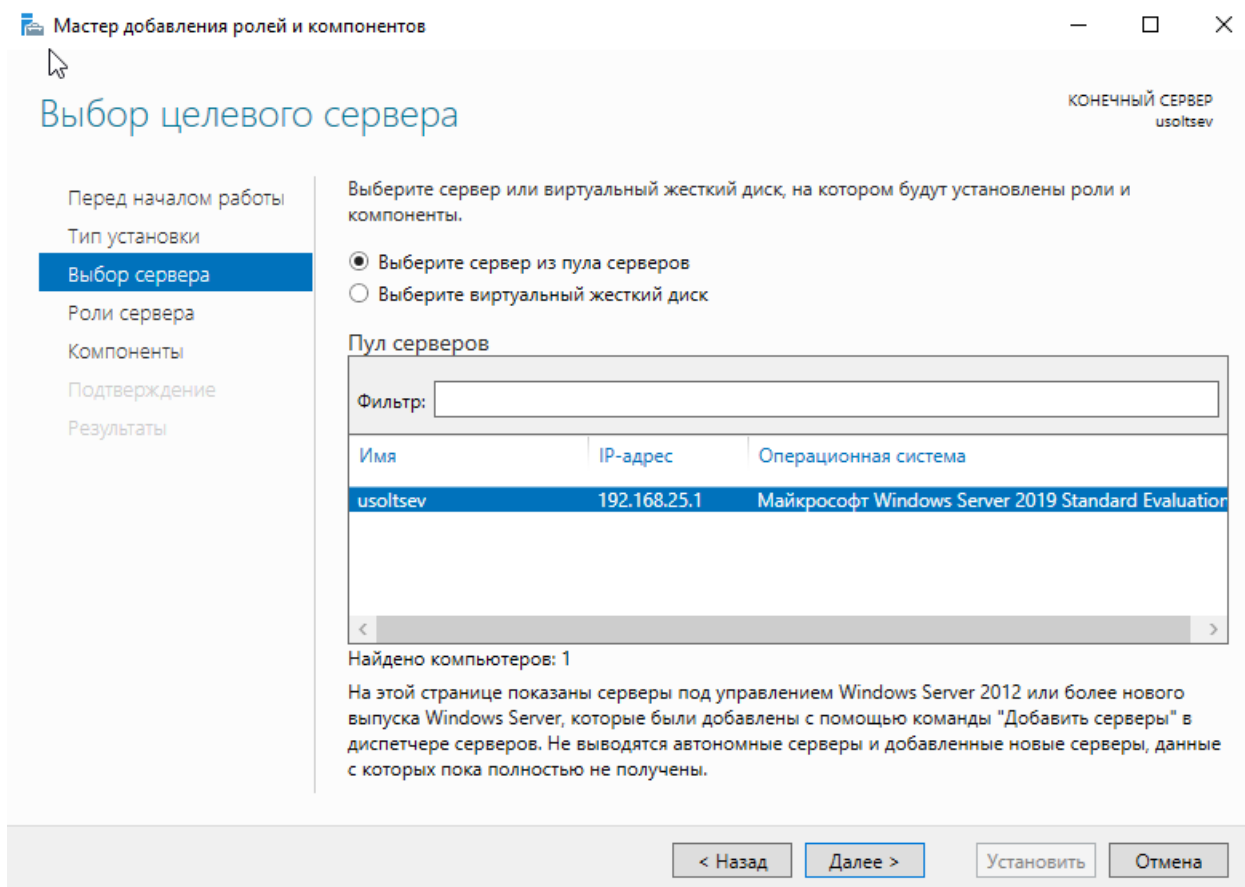 Мастер добавления ролей и компонентов
Выбор целевого сервера
КОНЕЧНЫЙ СЕРВЕР
usoltsev
Перед началом работы
Тип установки
Выбор сервера
Роли сервера
Компоненты
Подтверждение
Результаты
Выберите сервер или виртуальный жесткий диск, на котором будут установлены роли и
компоненты.
Выберите сервер из пула серверов
Выберите виртуальный жесткий диск
Пул серверов
Фильтр:
Имя IP-адрес Операционная система
usoltsev 192.168.25.1 Майкрософт Windows Server 2019 Standard Evaluation
Найдено компьютеров: 1
На этой странице показаны серверы под управлением Windows Server 2012 или более нового
выпуска Windows Server, которые были добавлены с помощью команды "Добавить серверы" в
диспетчере серверов. Не выводятся автономные серверы и добавленные новые серверы, данные
с которых пока полностью не получены.
< Назад Далее > Установить Отмена